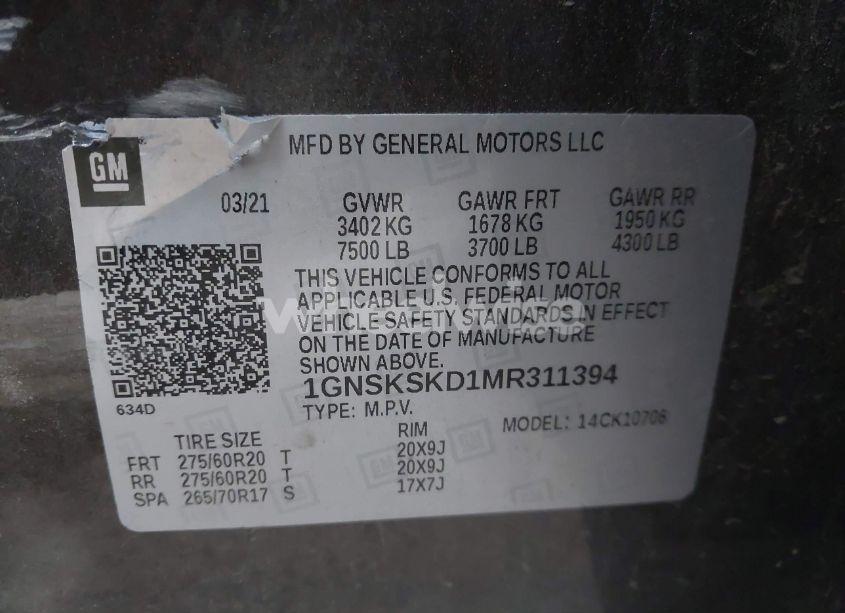 GM
MFD BY GENERAL MOTORS LLC
03/21 GVWR GAWR FRT GAWR RR
3402 KG 1678 KG 1950 KG
7500 LB 3700 LB 4300 LB
THIS VEHICLE CONFORMS TO ALL
APPLICABLE U.S. FEDERAL MOTOR
VEHICLE SAFETY STANDARDS IN EFFECT
ON THE DATE OF MANUFACTURE
SHOWN ABOVE.
1GNSKSKD1MR311394
634D
TYPE: M.P.V. MODEL: 14CK10706
TIRE SIZE RIM
FRT 275/60R20 T 20X9J
RR 275/60R20 T 20X9J
SPA 265/70R17 S 17X7J